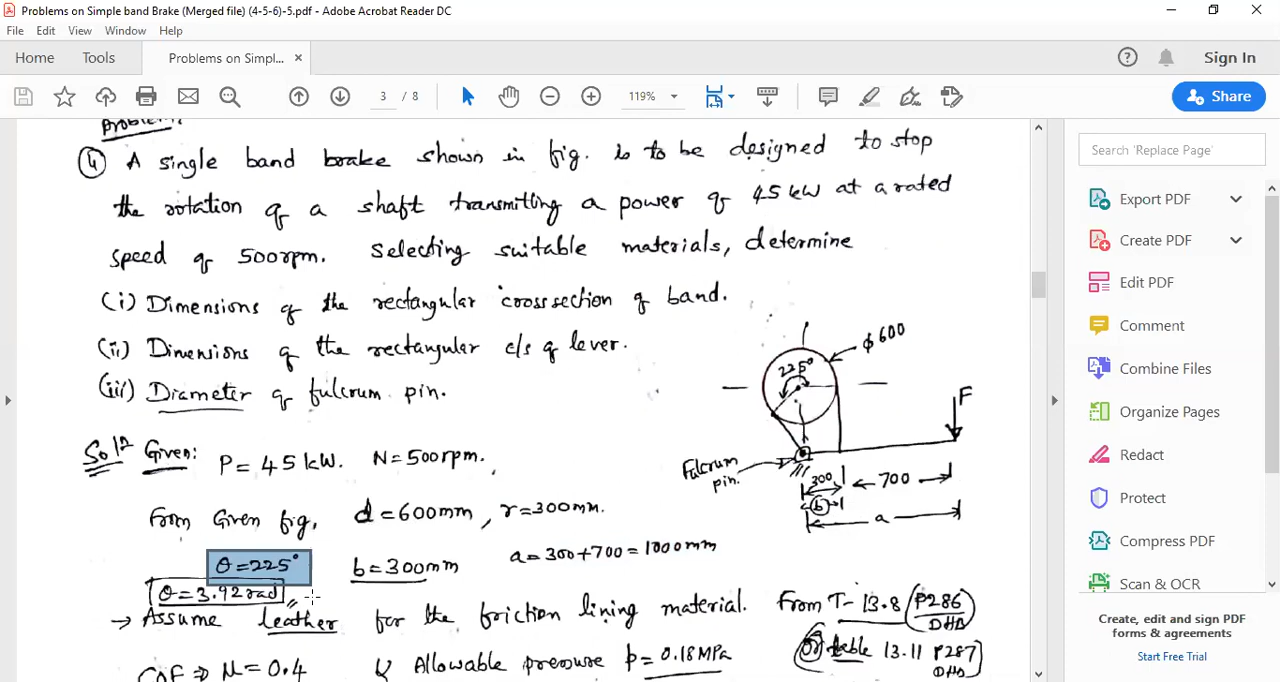 Problems on Simple band Brake (Merged file) (4-5-6)-5.pdf - Adobe Acrobat Reader DC
File Edit View Window Help
Home Tools Problems on Simpl... ×
Sign In
3 / 8
119%
Share
Problem:
(4) A single band brake shown in fig. is to be designed to stop
the rotation of a shaft transmitting a power of 45 kW at a rated
speed of 500rpm. Selecting suitable materials, determine
(i) Dimensions of the rectangular cross section of band.
(ii) Dimensions of the rectangular c/s of lever.
(iii) Diameter of fulcrum pin.
φ600
225°
F
Fulcrum
pin.
300
700
b
a
Solⁿ Given: P = 45 kW. N = 500rpm.
From Given fig, d = 600mm, r = 300mm.
θ = 225° b = 300mm a = 300+700 = 1000mm
θ = 3.92 rad
→ Assume leather for the friction lining material. From T- 13.8 (P286
DHB)
COF ⇒ μ = 0.4 & Allowable pressure p = 0.18MPa (or) table 13.11 P287
DHB
Search 'Replace Page'
Export PDF
Create PDF
Edit PDF
Comment
Combine Files
Organize Pages
Redact
Protect
Compress PDF
Scan & OCR
Create, edit and sign PDF
forms & agreements
Start Free Trial